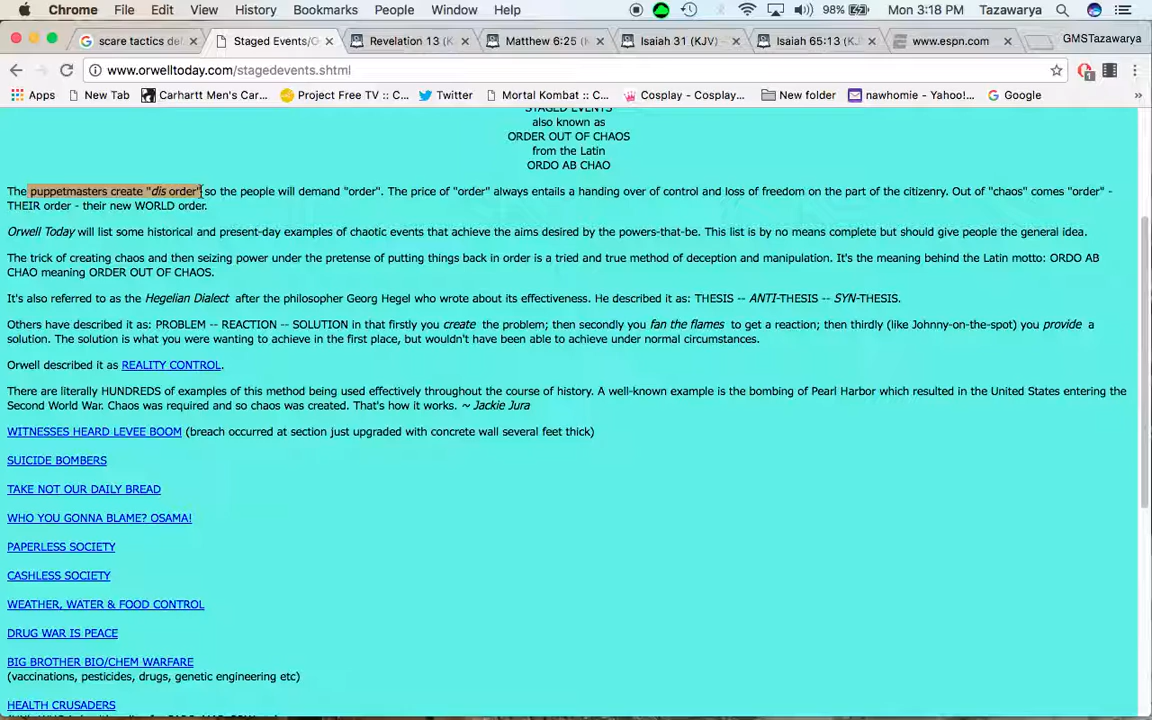 Chrome File Edit View History Bookmarks People Window Help 98% Mon 3:18 PM Tazawarya
scare tactics de Staged Events/G Revelation 13 (K Matthew 6:25 ( Isaiah 31 (KJV) Isaiah 65:13 (KJ www.espn.com GMSTazawarya
www.orwelltoday.com/stagedevents.shtml
Apps New Tab Carhartt Men's Car... Project Free TV :: C... Twitter Mortal Kombat :: C... Cosplay - Cosplay... New folder nawhomie - Yahoo!... Google »
STAGED EVENTS
also known as
ORDER OUT OF CHAOS
from the Latin
ORDO AB CHAO
The puppetmasters create "dis order" so the people will demand "order". The price of "order" always entails a handing over of control and loss of freedom on the part of the citizenry. Out of "chaos" comes "order" -
THEIR order - their new WORLD order.
Orwell Today will list some historical and present-day examples of chaotic events that achieve the aims desired by the powers-that-be. This list is by no means complete but should give people the general idea.
The trick of creating chaos and then seizing power under the pretense of putting things back in order is a tried and true method of deception and manipulation. It's the meaning behind the Latin motto: ORDO AB
CHAO meaning ORDER OUT OF CHAOS.
It's also referred to as the Hegelian Dialect after the philosopher Georg Hegel who wrote about its effectiveness. He described it as: THESIS -- ANTI-THESIS -- SYN-THESIS.
Others have described it as: PROBLEM -- REACTION -- SOLUTION in that firstly you create the problem; then secondly you fan the flames to get a reaction; then thirdly (like Johnny-on-the-spot) you provide a
solution. The solution is what you were wanting to achieve in the first place, but wouldn't have been able to achieve under normal circumstances.
Orwell described it as REALITY CONTROL.
There are literally HUNDREDS of examples of this method being used effectively throughout the course of history. A well-known example is the bombing of Pearl Harbor which resulted in the United States entering the
Second World War. Chaos was required and so chaos was created. That's how it works. ~ Jackie Jura
WITNESSES HEARD LEVEE BOOM (breach occurred at section just upgraded with concrete wall several feet thick)
SUICIDE BOMBERS
TAKE NOT OUR DAILY BREAD
WHO YOU GONNA BLAME? OSAMA!
PAPERLESS SOCIETY
CASHLESS SOCIETY
WEATHER, WATER & FOOD CONTROL
DRUG WAR IS PEACE
BIG BROTHER BIO/CHEM WARFARE
(vaccinations, pesticides, drugs, genetic engineering etc)
HEALTH CRUSADERS